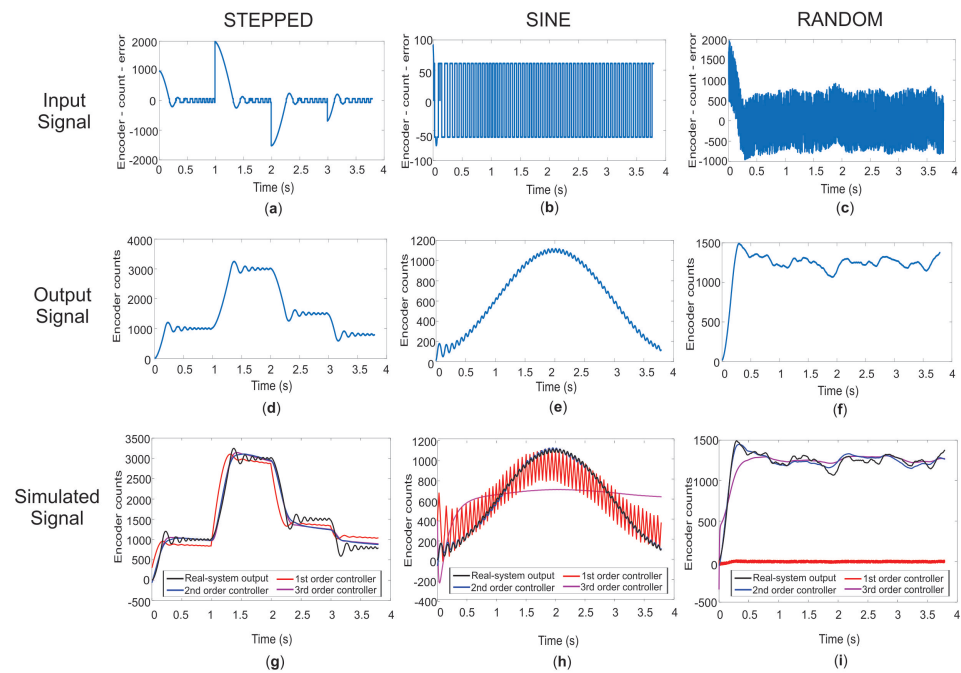 STEPPED
SINE
RANDOM
Input
Signal
Encoder - count - error
2000
1000
0
-1000
-2000
0 0.5 1 1.5 2 2.5 3 3.5 4
Time (s)
(a)
Encoder - count - error
100
50
0
-50
-100
0 0.5 1 1.5 2 2.5 3 3.5 4
Time (s)
(b)
Encoder - count - error
2000
1500
1000
500
0
-500
-1000
0 0.5 1 1.5 2 2.5 3 3.5 4
Time (s)
(c)
Output
Signal
Encoder counts
4000
3000
2000
1000
0
0 0.5 1 1.5 2 2.5 3 3.5 4
Time (s)
(d)
Encoder counts
1200
1000
800
600
400
200
0
0 0.5 1 1.5 2 2.5 3 3.5 4
Time (s)
(e)
Encoder counts
1500
1000
500
0
0 0.5 1 1.5 2 2.5 3 3.5 4
Time (s)
(f)
Simulated
Signal
Encoder counts
3500
3000
2500
2000
1500
1000
500
0
-500
Real-system output
1st order controller
2nd order controller
3rd order controller
0 0.5 1 1.5 2 2.5 3 3.5 4
Time (s)
(g)
Encoder counts
1200
1000
800
600
400
200
0
-200
-400
Real-system output
1st order controller
2nd order controller
3rd order controller
0 0.5 1 1.5 2 2.5 3 3.5 4
Time (s)
(h)
Encoder counts
1500
1000
500
0
-500
Real-system output
1st order controller
2nd order controller
3rd order controller
0 0.5 1 1.5 2 2.5 3 3.5 4
Time (s)
(i)